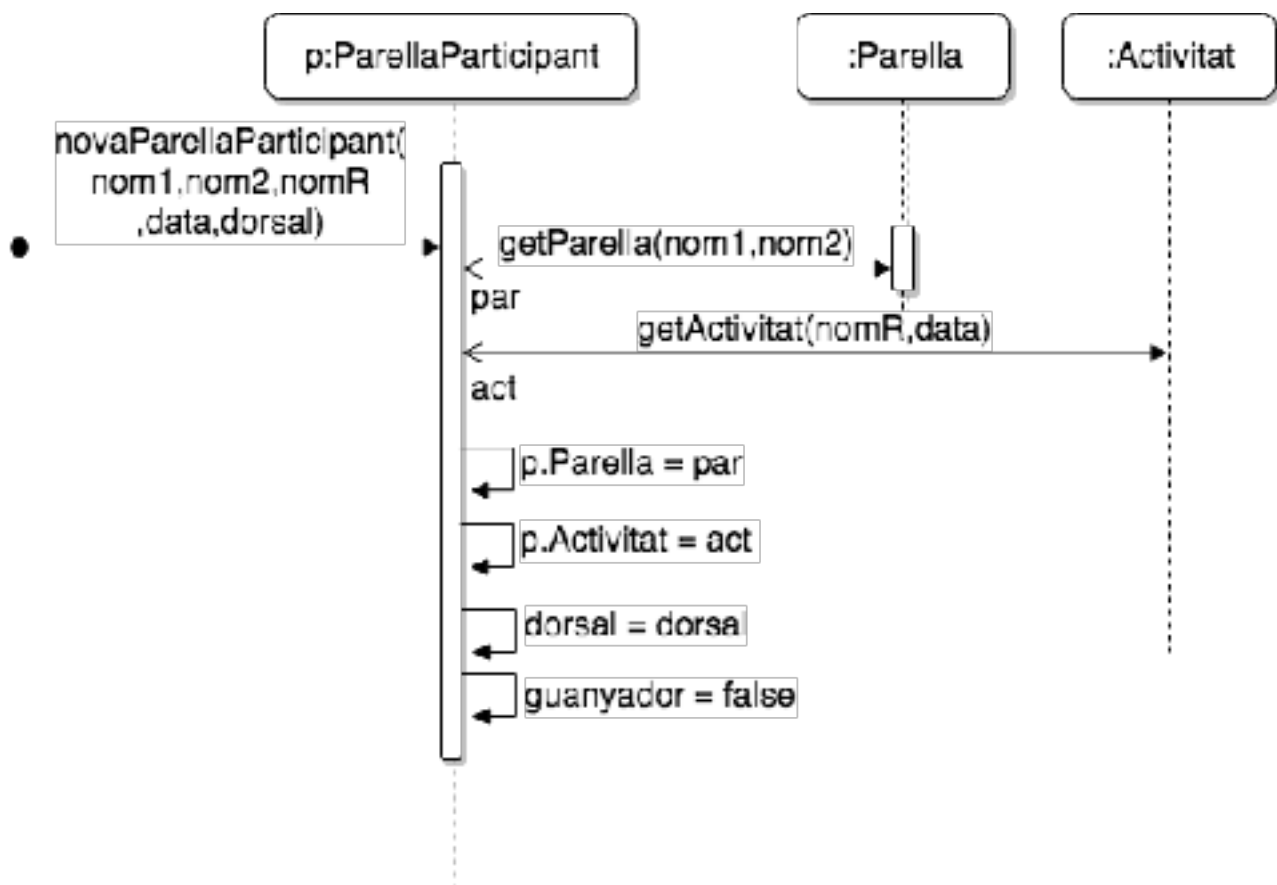 p:ParellaParticipant
:Parella
:Activitat
novaParellaParticipant(
nom1,nom2,nomR
,data,dorsal)
getParella(nom1,nom2)
par
getActivitat(nomR,data)
act
p.Parella = par
p.Activitat = act
dorsal = dorsal
guanyador = false